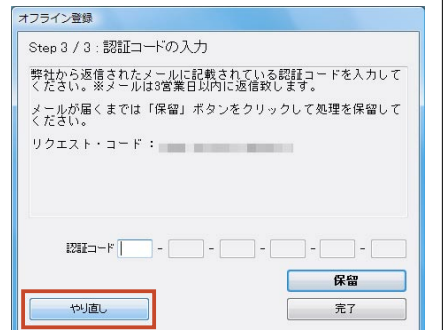 オフライン登録
Step 3 / 3 : 認証コードの入力
弊社から返信されたメールに記載されている認証コードを入力して
ください。※メールは3営業日以内に返信致します。
メールが届くまでは「保留」ボタンをクリックして処理を保留して
ください。
リクエスト・コード :
認証コード - - - - -
保留
やり直し 完了